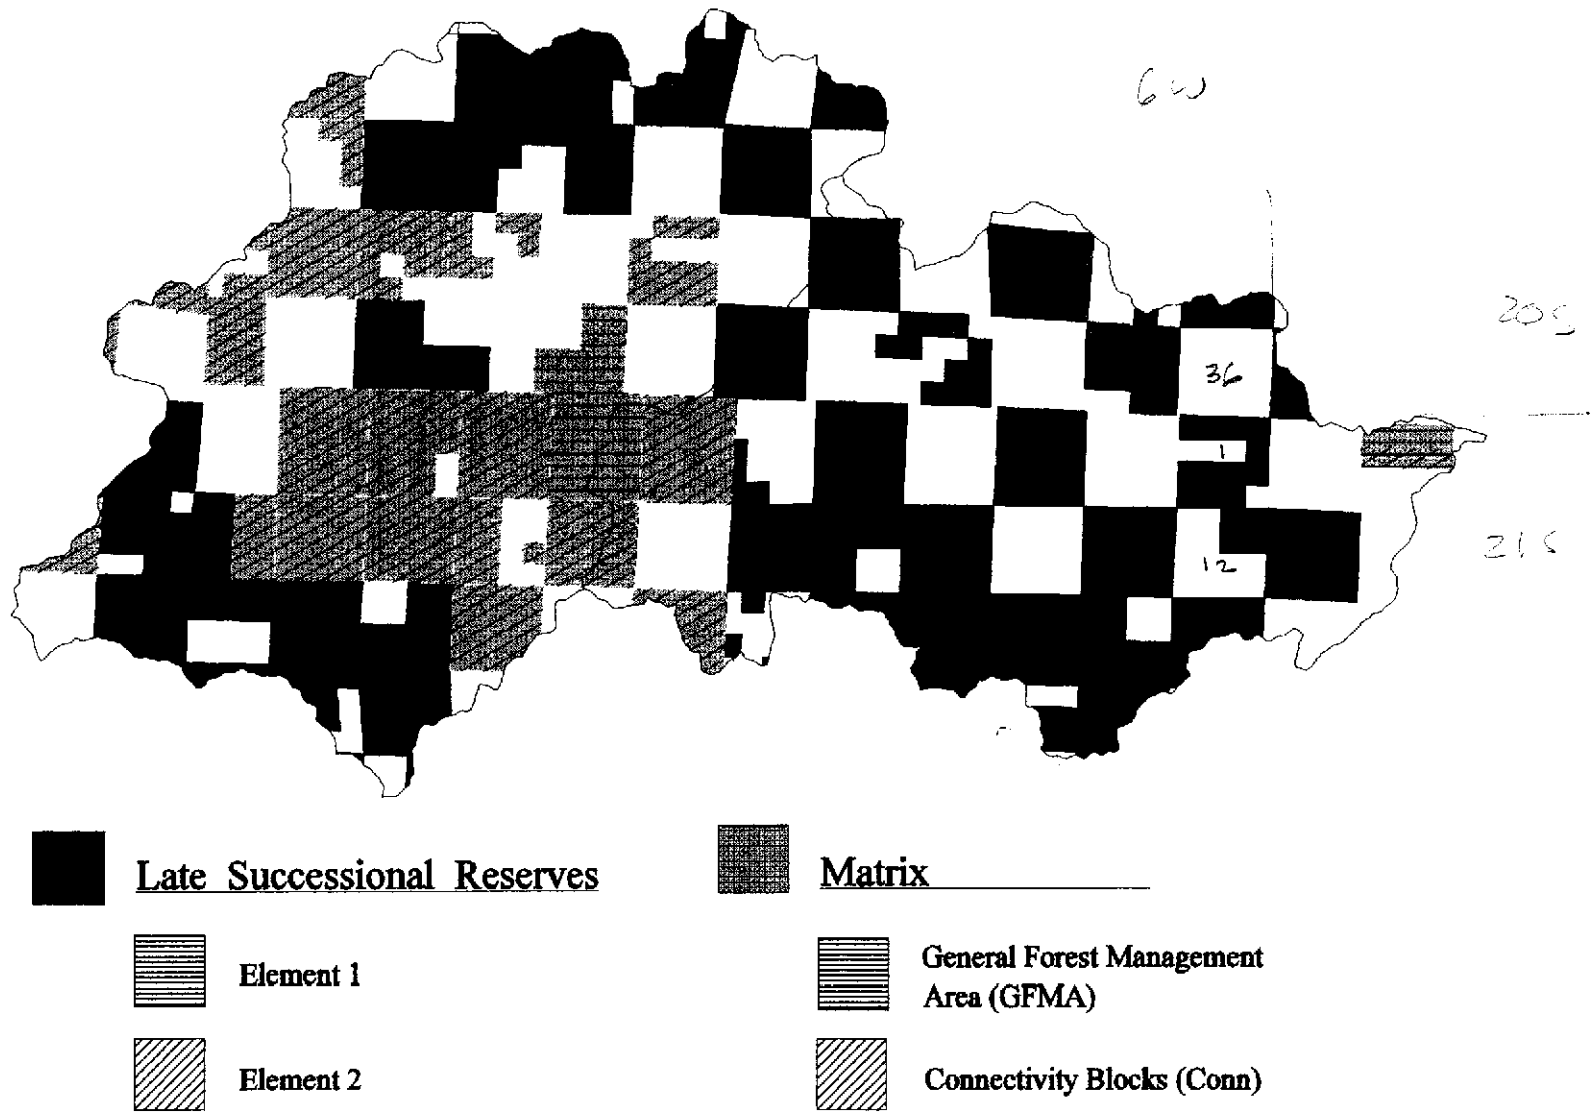 6W
20S
36
1
21S
12
Late Successional Reserves
Matrix
Element 1
General Forest Management
Area (GFMA)
Element 2
Connectivity Blocks (Conn)